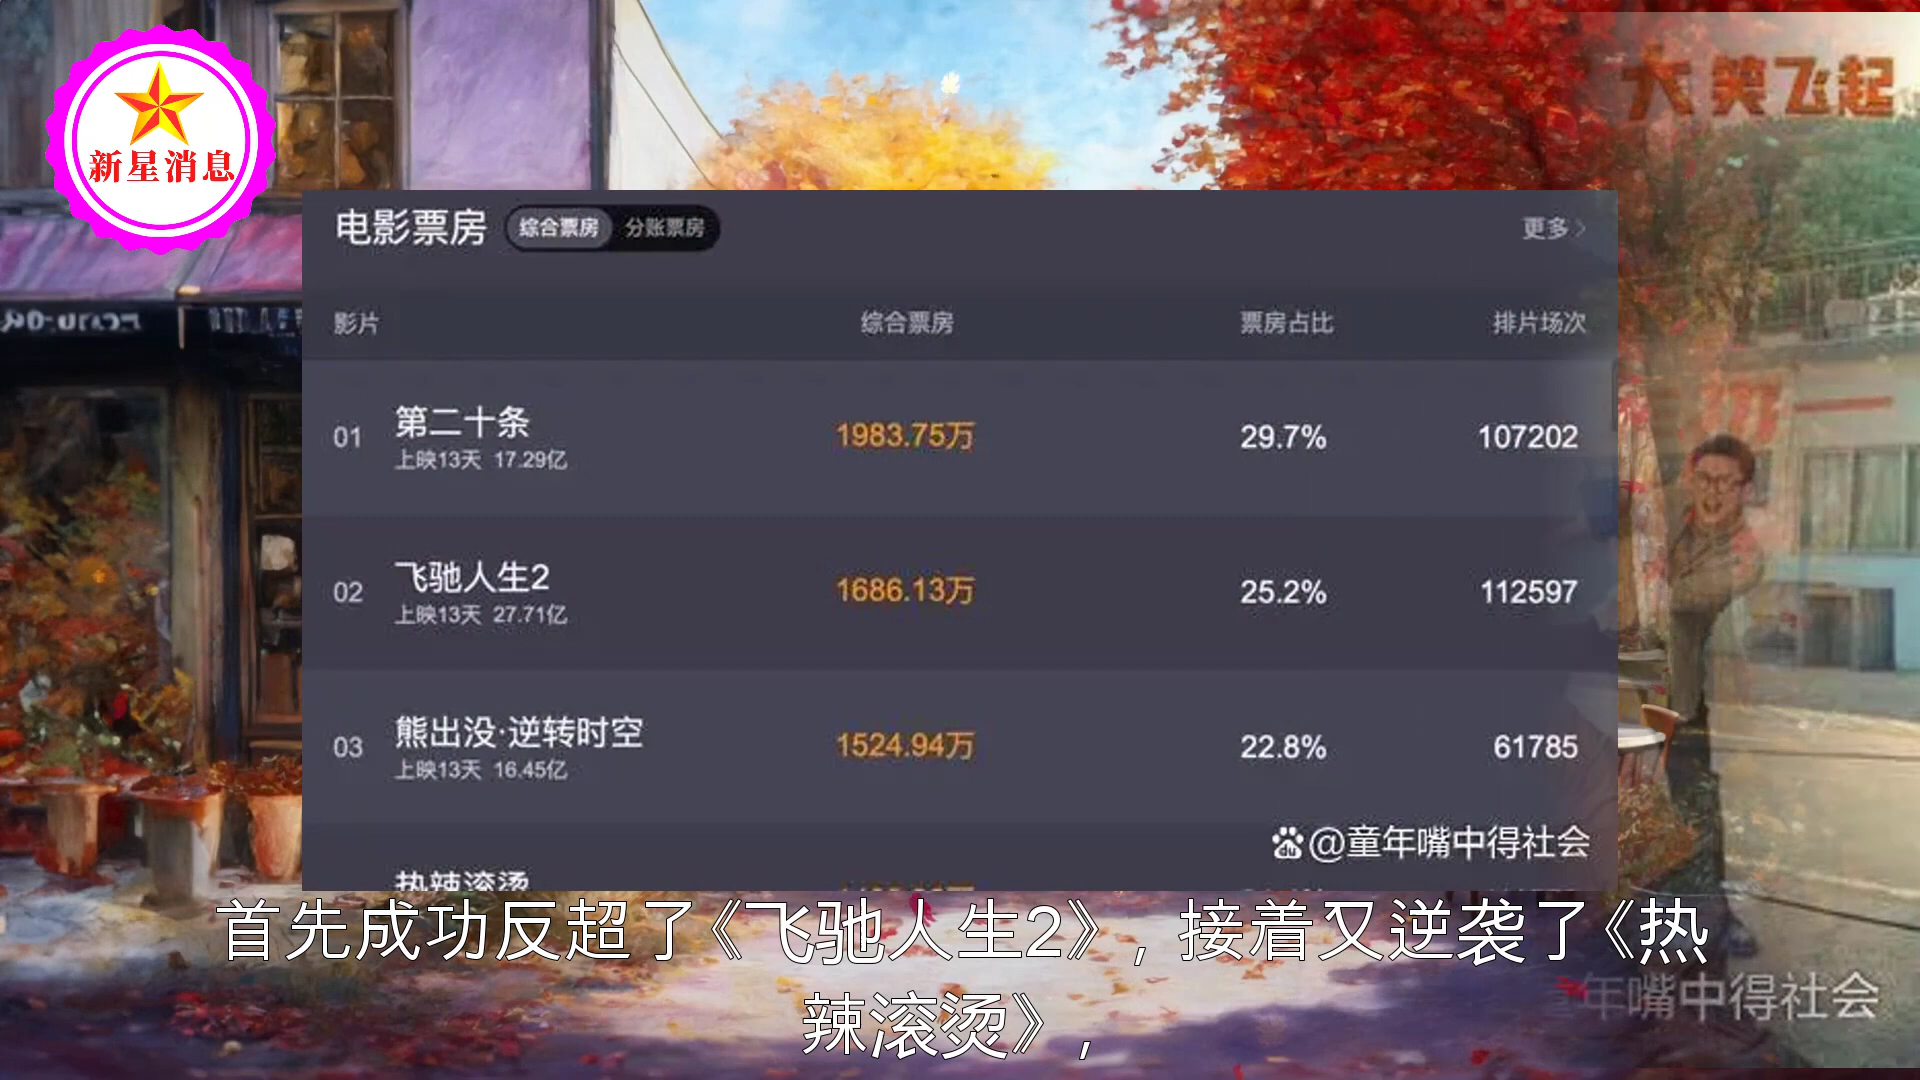 新星消息
大笑飞起
电影票房 综合票房 分账票房 更多
影片 综合票房 票房占比 排片场次
01 第二十条 1983.75万 29.7% 107202
上映13天 17.29亿
02 飞驰人生2 1686.13万 25.2% 112597
上映13天 27.71亿
03 熊出没·逆转时空 1524.94万 22.8% 61785
上映13天 16.45亿
热辣滚烫
du @童年嘴中得社会
首先成功反超了《飞驰人生2》,接着又逆袭了《热
辣滚烫》,
年嘴中得社会